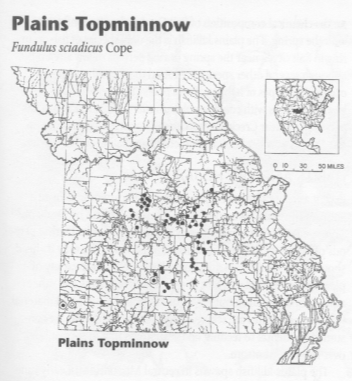 Plains Topminnow
Fundulus sciadicus Cope
0 10 30 50 MILES
Plains Topminnow